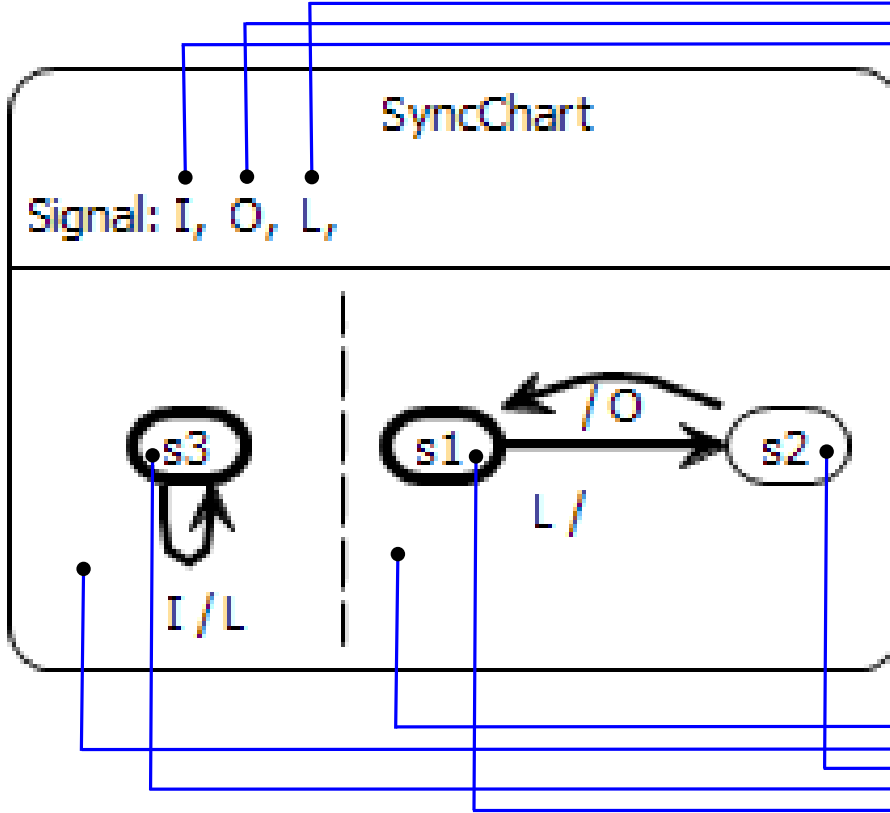 SyncChart
Signal: I, O, L,
/ O
s3
s1
s2
L /
I / L